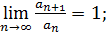 lim_{n→∞} a_{n+1}/a_n = 1;